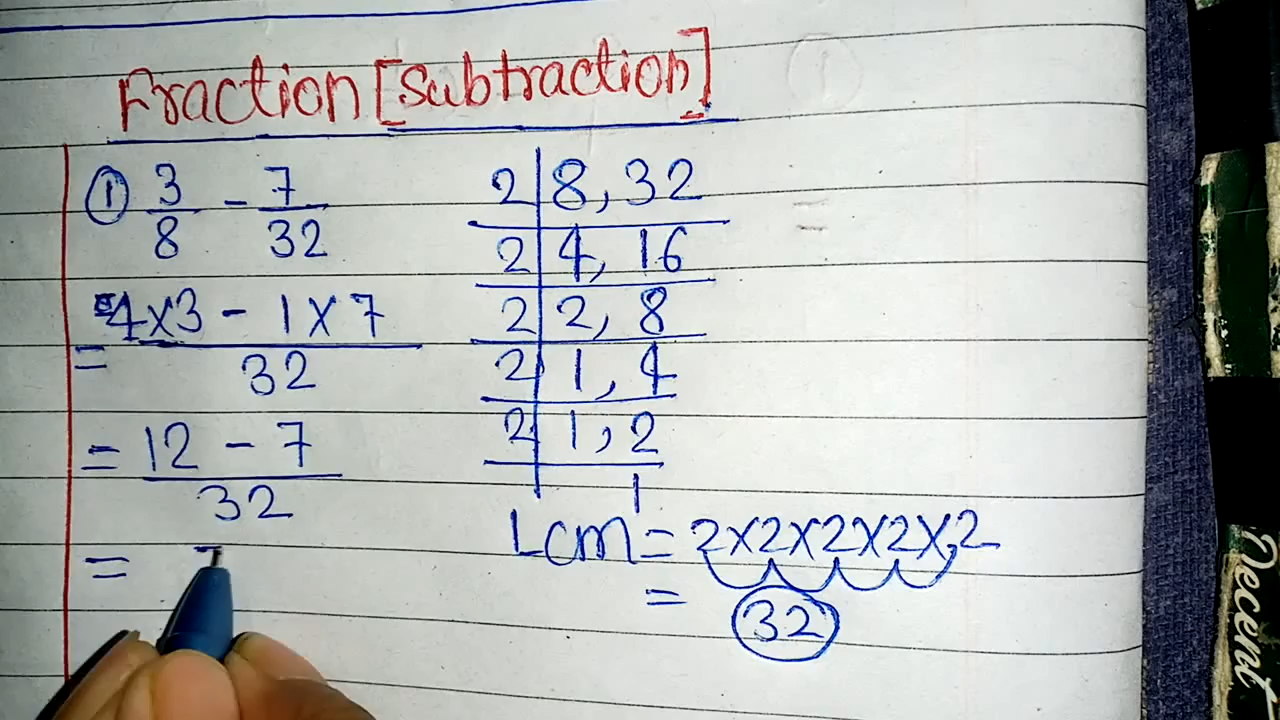 Fraction [Subtraction]
① 3/8 - 7/32
= 4x3 - 1x7 / 32
= 12 - 7 / 32
=
2 | 8, 32
2 | 4, 16
2 | 2, 8
2 | 1, 4
2 | 1, 2
1
Lcm = 2x2x2x2x2
= 32
Decent